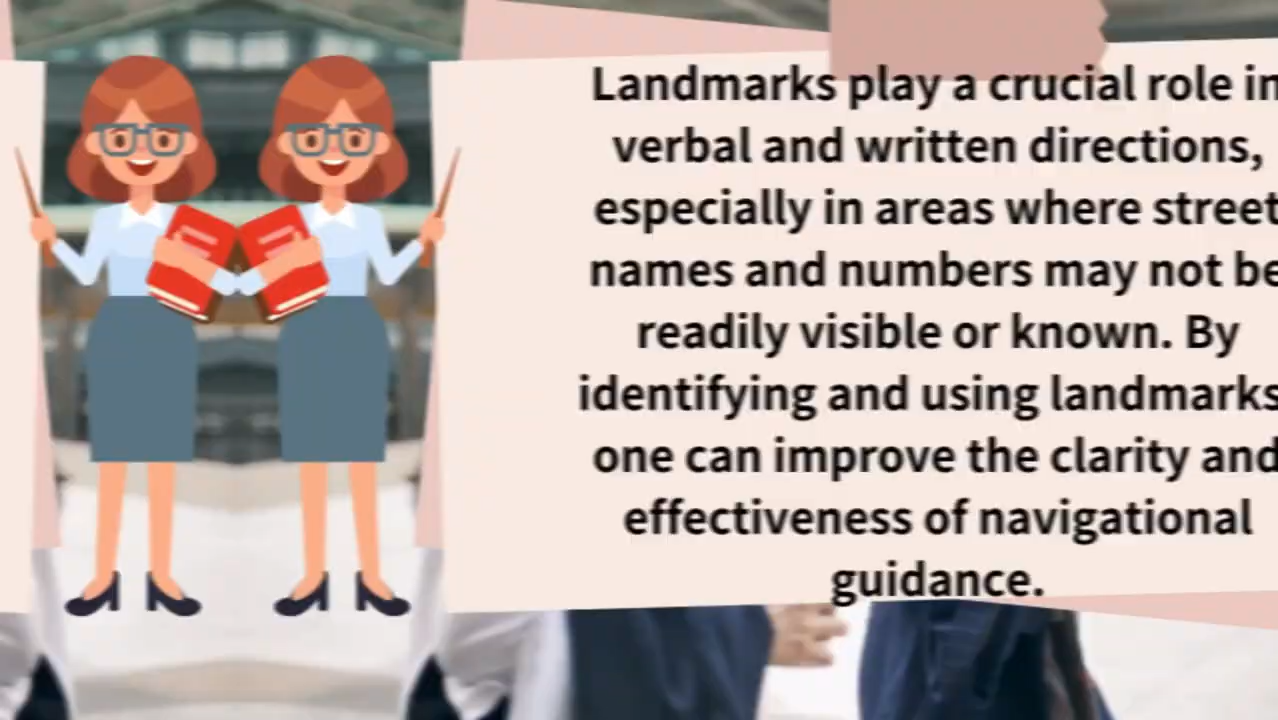 Landmarks play a crucial role in
verbal and written directions,
especially in areas where street
names and numbers may not be
readily visible or known. By
identifying and using landmarks
one can improve the clarity and
effectiveness of navigational
guidance.